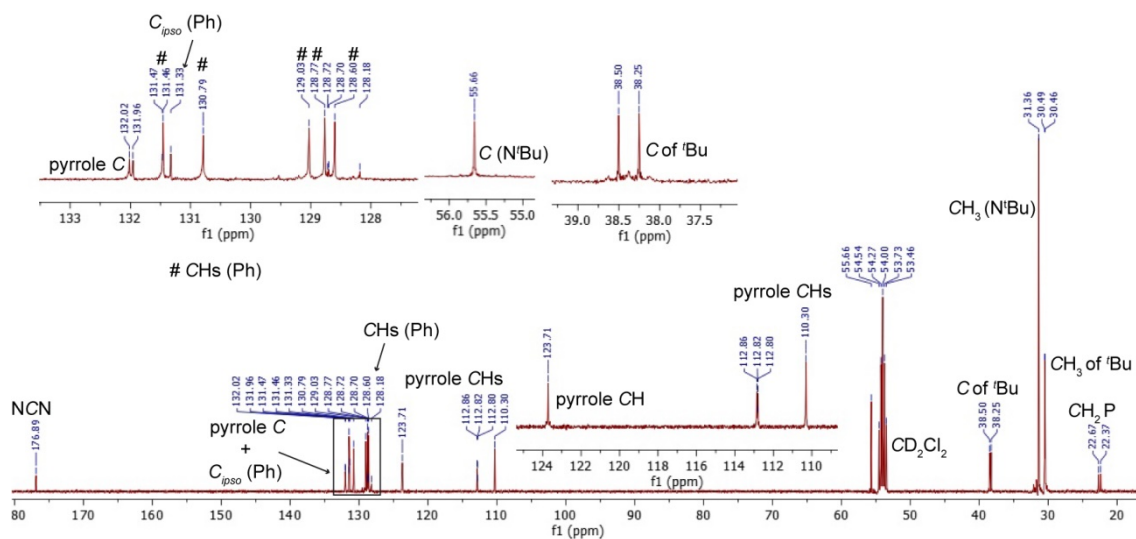 C_ipso (Ph)
# # # # #
132.02
131.96
131.47
131.46
131.33
130.79
129.03
128.77
128.72
128.70
128.60
128.18
pyrrole C
133 132 131 130 129 128
f1 (ppm)
55.66
C (NᵗBu)
56.0 55.5 55.0
f1 (ppm)
38.50
38.25
C of ᵗBu
39.0 38.5 38.0 37.5
f1 (ppm)
# CHs (Ph)
123.71
pyrrole CH
112.86
112.82
112.80
pyrrole CHs
110.30
124 122 120 118 116 114 112 110
f1 (ppm)
NCN
176.89
pyrrole C
+
C_ipso (Ph)
CHs (Ph)
132.02
131.96
131.47
131.46
131.33
130.79
129.03
128.77
128.72
128.70
128.60
128.18
123.71
pyrrole CHs
112.86
112.82
112.80
110.30
55.66
54.54
54.27
54.00
53.73
53.46
CD₂Cl₂
C of ᵗBu
38.50
38.25
CH₃ (NᵗBu)
31.36
30.49
30.46
CH₃ of ᵗBu
CH₂P
22.67
22.37
80 170 160 150 140 130 120 110 100 90 80 70 60 50 40 30 20
f1 (ppm)